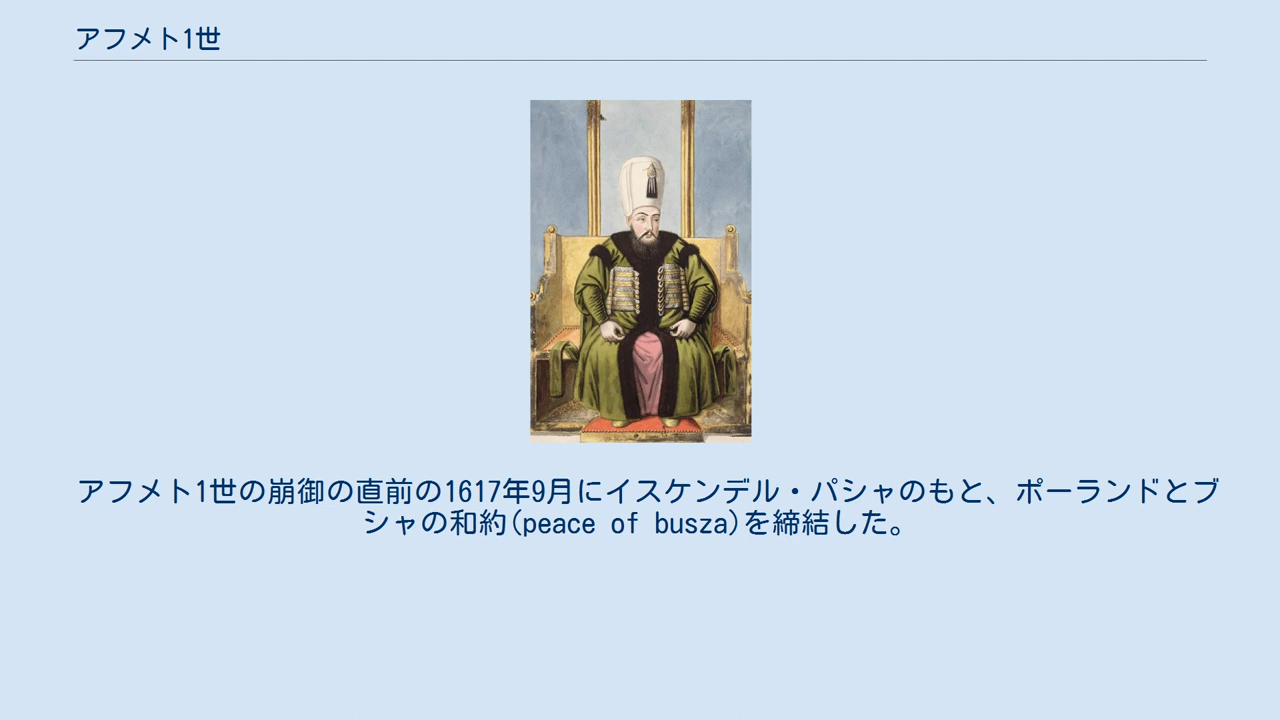 アフメト1世
アフメト1世の崩御の直前の1617年9月にイスケンデル・パシャのもと、ポーランドとブ
シャの和約(peace of busza)を締結した。